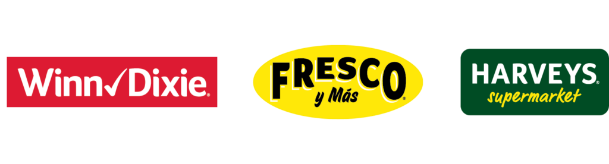 Winn✓Dixie®
FRESCO
y Más®
HARVEYS®
supermarket